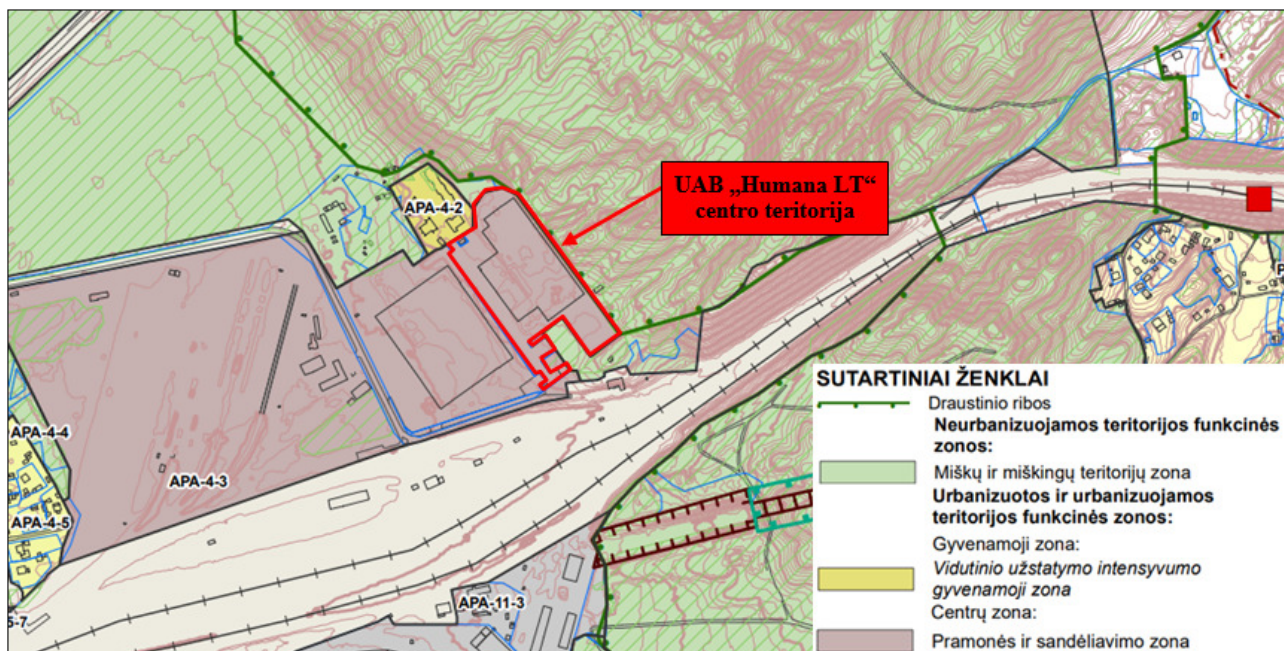 UAB „Humana LT“
centro teritorija
APA-4-2
APA-4-4
APA-4-3
APA-4-5
APA-11-3
5-7
P
SUTARTINIAI ŽENKLAI
Draustinio ribos
Neurbanizuojamos teritorijos funkcinės
zonos:
Miškų ir miškingų teritorijų zona
Urbanizuotos ir urbanizuojamos
teritorijos funkcinės zonos:
Gyvenamoji zona:
Vidutinio užstatymo intensyvumo
gyvenamoji zona
Centrų zona:
Pramonės ir sandėliavimo zona